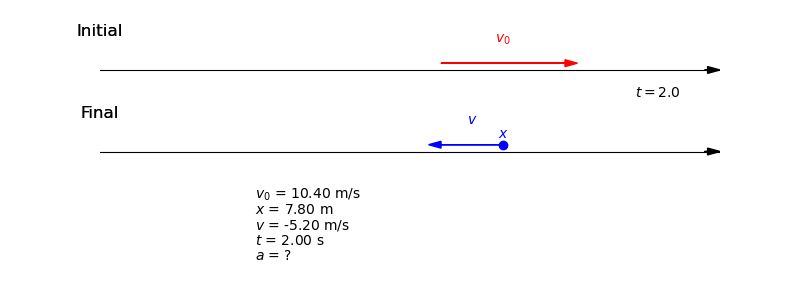 Initial
v₀
t = 2.0
Final
v
x
v₀ = 10.40 m/s
x = 7.80 m
v = -5.20 m/s
t = 2.00 s
a = ?